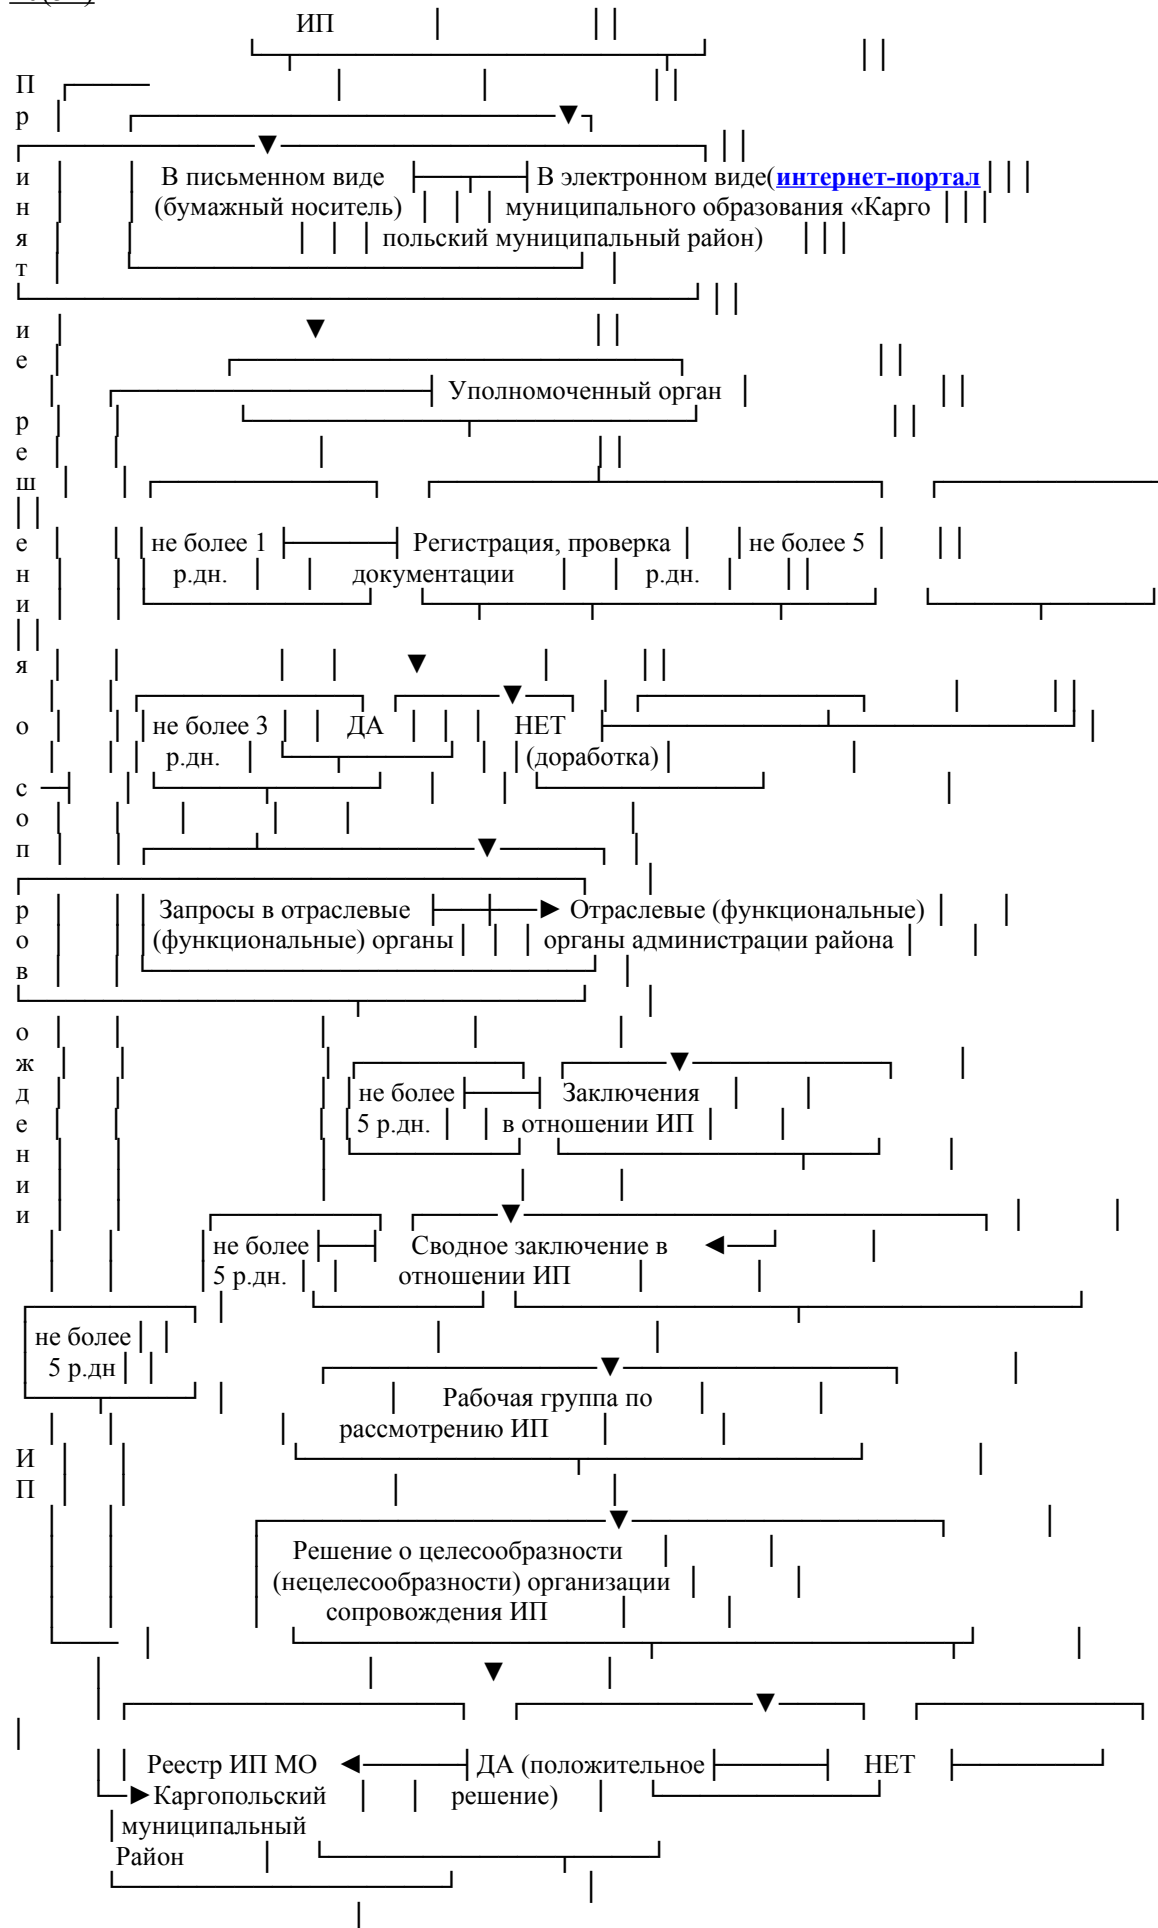 ИП
П
р
В письменном виде В электронном виде(интернет-портал
и
(бумажный носитель) муниципального образования «Карго
н
польский муниципальный район)
я
т
и
е
Уполномоченный орган
р
е
ш
не более 1 Регистрация, проверка не более 5
е
р.дн. документации р.дн.
н
и
я
не более 3 ДА НЕТ
о
р.дн. (доработка)
с
о
п
Запросы в отраслевые Отраслевые (функциональные)
р
(функциональные) органы органы администрации района
о
в
о
ж
не более Заключения
д
5 р.дн. в отношении ИП
е
н
и
и
не более Сводное заключение в
5 р.дн. отношении ИП
не более
5 р.дн
Рабочая группа по
рассмотрению ИП
И
П
Решение о целесообразности
(нецелесообразности) организации
сопровождения ИП
Реестр ИП МО ДА (положительное НЕТ
Каргопольский решение)
муниципальный
Район